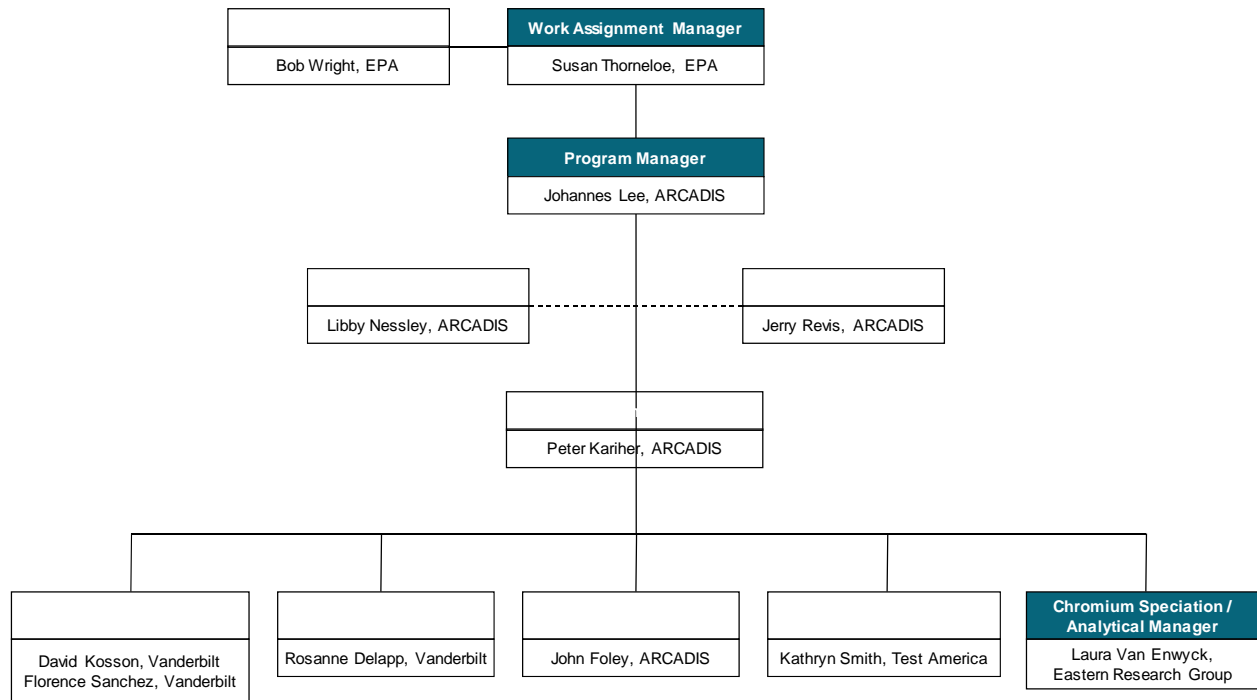 Work Assignment Manager
Bob Wright, EPA
Susan Thorneloe, EPA
Program Manager
Johannes Lee, ARCADIS
Libby Nessley, ARCADIS
Jerry Revis, ARCADIS
Peter Kariher, ARCADIS
David Kosson, Vanderbilt
Florence Sanchez, Vanderbilt
Rosanne Delapp, Vanderbilt
John Foley, ARCADIS
Kathryn Smith, Test America
Chromium Speciation /
Analytical Manager
Laura Van Enwyck,
Eastern Research Group